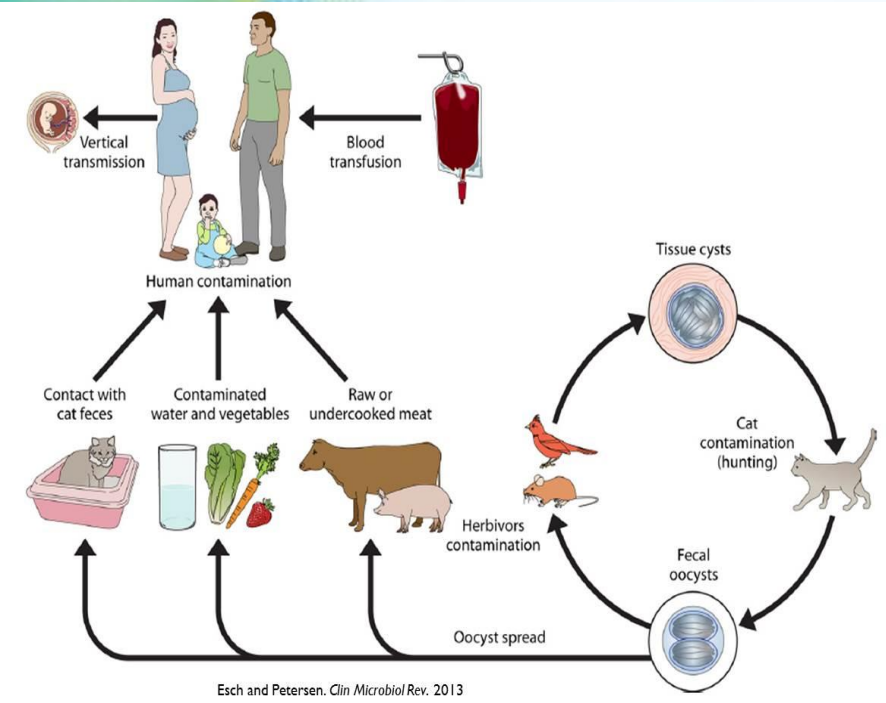 Vertical
transmission
Blood
transfusion
Human contamination
Contact with
cat feces
Contaminated
water and vegetables
Raw or
undercooked meat
Tissue cysts
Cat
contamination
(hunting)
Herbivors
contamination
Fecal
oocysts
Oocyst spread
Esch and Petersen. Clin Microbiol Rev. 2013